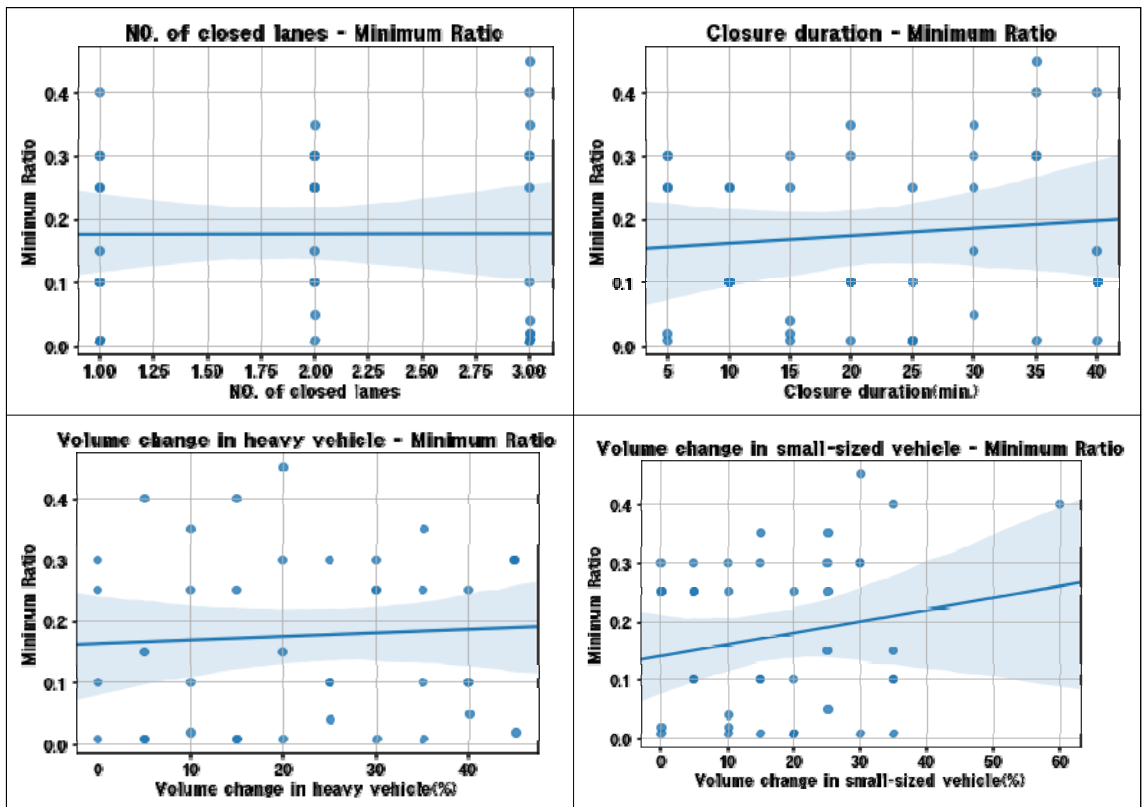 NO. of closed lanes - Minimum Ratio
Minimum Ratio
0.4
0.3
0.2
0.1
0.0
1.00 1.25 1.50 1.75 2.00 2.25 2.50 2.75 3.00
NO. of closed lanes
Closure duration - Minimum Ratio
Minimum Ratio
0.4
0.3
0.2
0.1
0.0
5 10 15 20 25 30 35 40
Closure duration(min.)
Volume change in heavy vehicle - Minimum Ratio
Minimum Ratio
0.4
0.3
0.2
0.1
0.0
0 10 20 30 40
Volume change in heavy vehicle(%)
Volume change in small-sized vehicle - Minimum Ratio
Minimum Ratio
0.4
0.3
0.2
0.1
0.0
0 10 20 30 40 50 60
Volume change in small-sized vehicle(%)